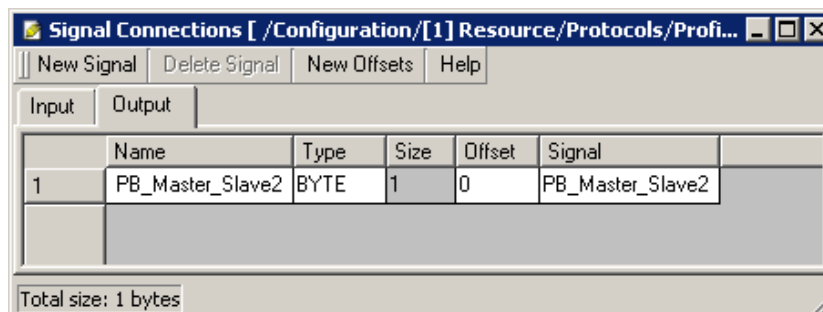 Signal Connections [ /Configuration/[1] Resource/Protocols/Profi...
New Signal Delete Signal New Offsets Help
Input Output
Name Type Size Offset Signal
1 PB_Master_Slave2 BYTE 1 0 PB_Master_Slave2
Total size: 1 bytes